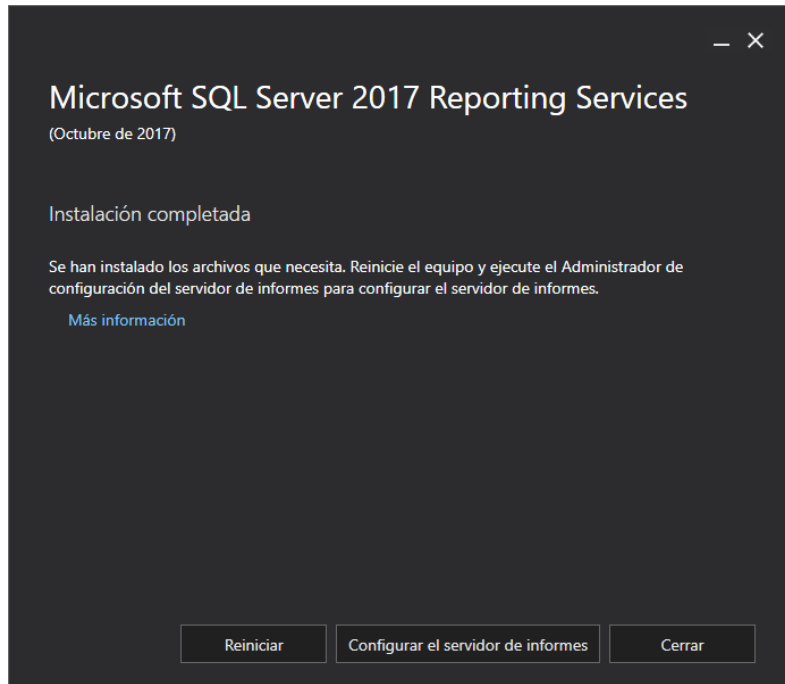 Microsoft SQL Server 2017 Reporting Services
(Octubre de 2017)
Instalación completada
Se han instalado los archivos que necesita. Reinicie el equipo y ejecute el Administrador de
configuración del servidor de informes para configurar el servidor de informes.
Más información
Reiniciar
Configurar el servidor de informes
Cerrar